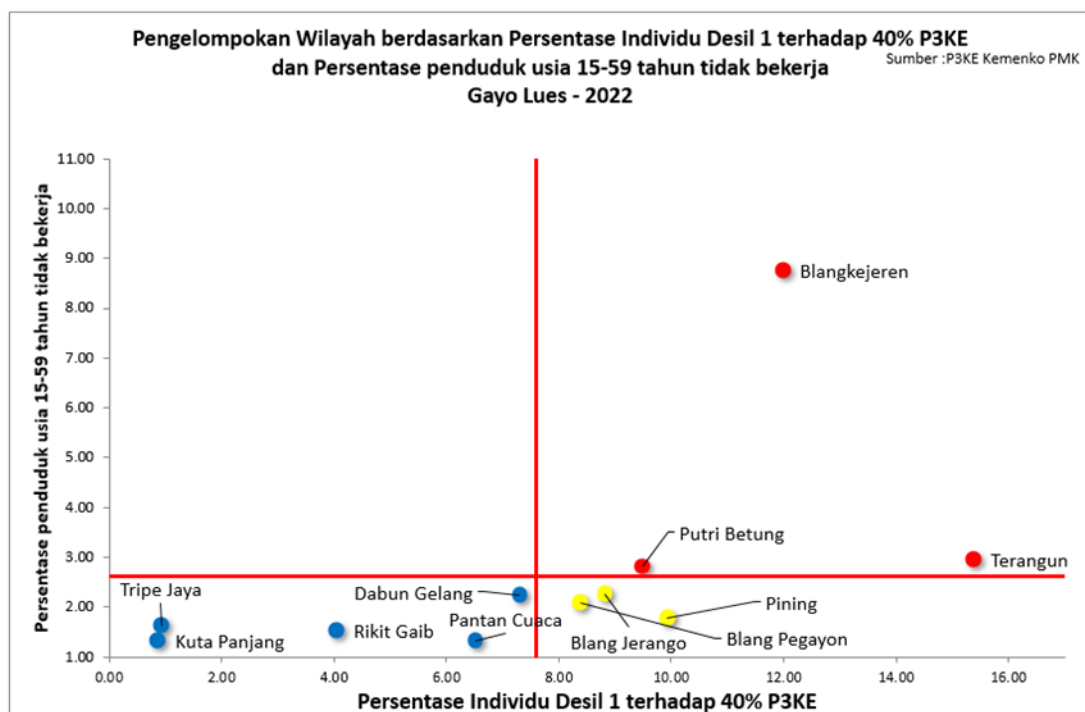 Pengelompokan Wilayah berdasarkan Persentase Individu Desil 1 terhadap 40% P3KE
dan Persentase penduduk usia 15-59 tahun tidak bekerja
Sumber :P3KE Kemenko PMK
Gayo Lues - 2022
Persentase penduduk usia 15-59 tahun tidak bekerja
11.00
10.00
9.00
8.00
7.00
6.00
5.00
4.00
3.00
2.00
1.00
Blangkejeren
Putri Betung
Terangun
Tripe Jaya
Dabun Gelang
Pining
Pantan Cuaca
Kuta Panjang
Rikit Gaib
Blang Jerango
Blang Pegayon
0.00 2.00 4.00 6.00 8.00 10.00 12.00 14.00 16.00
Persentase Individu Desil 1 terhadap 40% P3KE